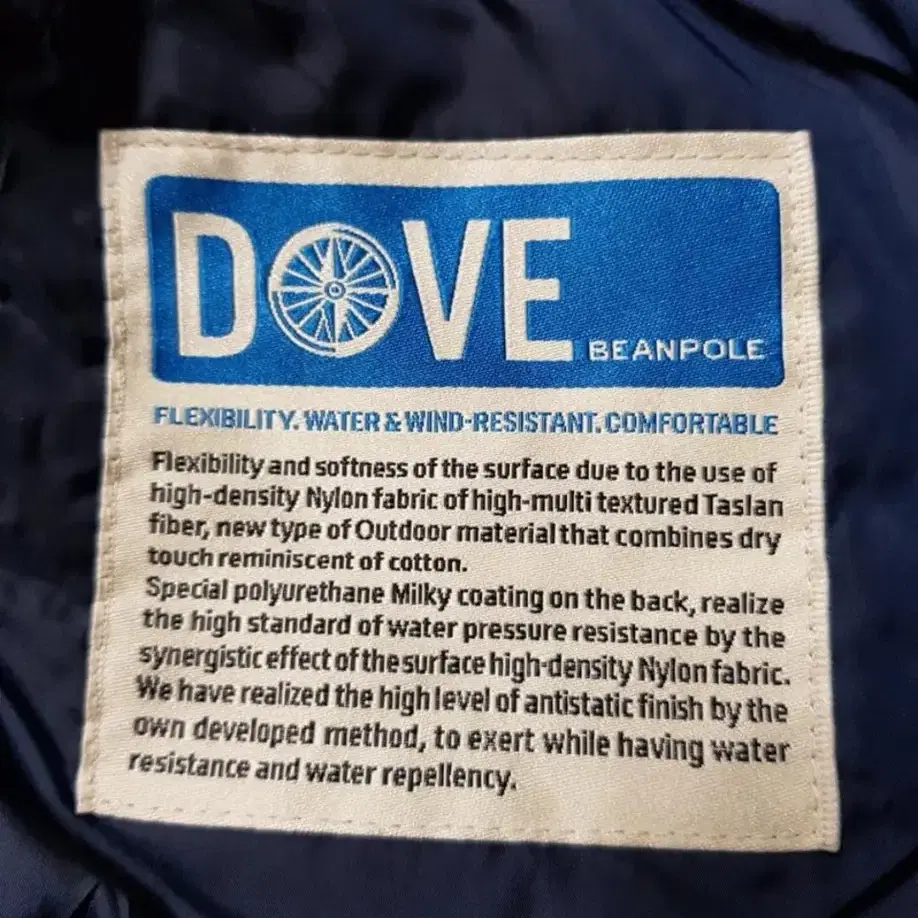 DOVE
BEANPOLE
FLEXIBILITY. WATER & WIND-RESISTANT. COMFORTABLE
Flexibility and softness of the surface due to the use of
high-density Nylon fabric of high-multi textured Taslan
fiber, new type of Outdoor material that combines dry
touch reminiscent of cotton.
Special polyurethane Milky coating on the back, realize
the high standard of water pressure resistance by the
synergistic effect of the surface high-density Nylon fabric.
We have realized the high level of antistatic finish by the
own developed method, to exert while having water
resistance and water repellency.